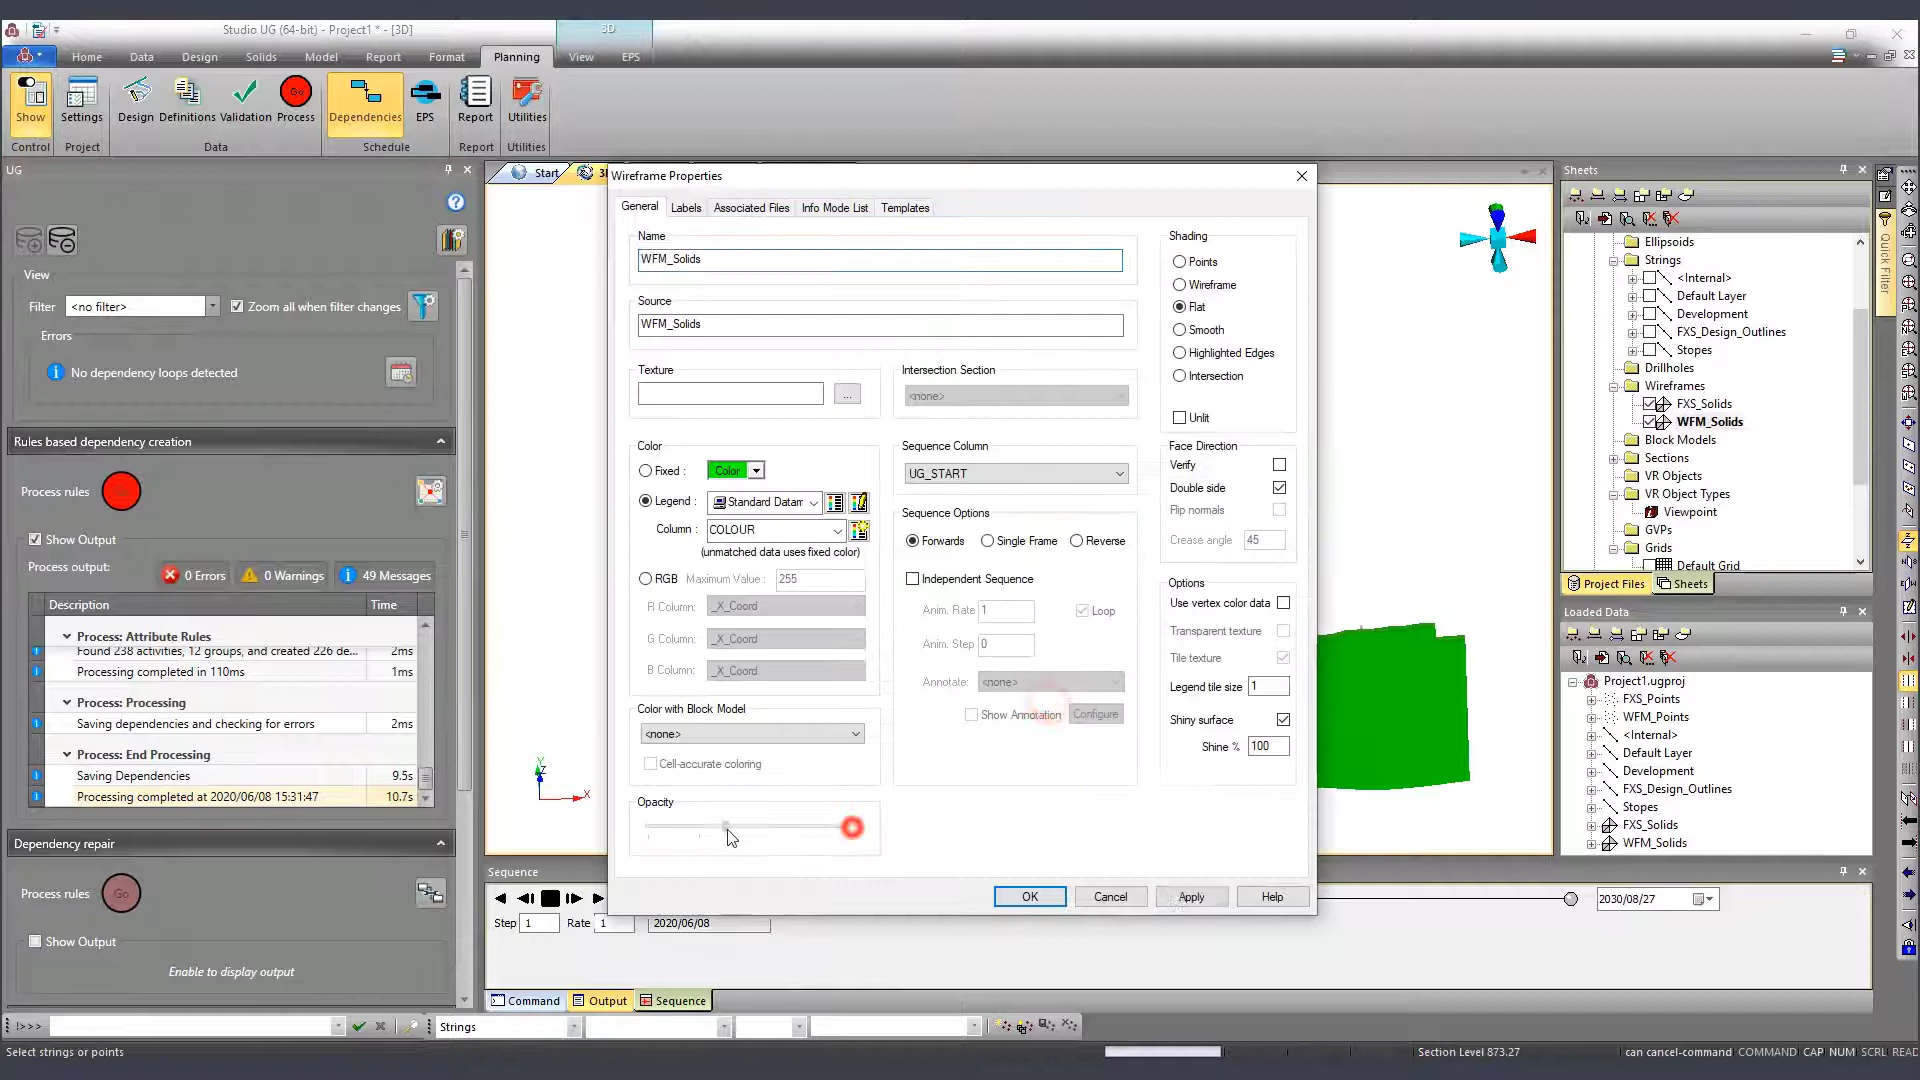 Studio UG (64-bit) - Project1 * - [3D]
3D
Home Data Design Solids Model Report Format Planning View EPS
Show Settings Design Definitions Validation Go Process Dependencies EPS Report Utilities
Control Project Data Schedule Report Utilities
UG
View
Filter <no filter> Zoom all when filter changes
Errors
No dependency loops detected
Rules based dependency creation
Process rules
Show Output
Process output: 0 Errors 0 Warnings 49 Messages
Description Time
Process: Attribute Rules
Found 238 activities, 12 groups, and created 226 de... 2ms
Processing completed in 110ms 1ms
Process: Processing
Saving dependencies and checking for errors 2ms
Process: End Processing
Saving Dependencies 9.5s
Processing completed at 2020/06/08 15:31:47 10.7s
Dependency repair
Process rules Go
Show Output
Enable to display output
Start
Wireframe Properties
General Labels Associated Files Info Mode List Templates
Name
WFM_Solids
Source
WFM_Solids
Texture
...
Intersection Section
<none>
Color
Fixed : Color
Legend : Standard Datam
Column : COLOUR
(unmatched data uses fixed color)
RGB Maximum Value : 255
R Column: _X_Coord
G Column: _X_Coord
B Column: _X_Coord
Color with Block Model
<none>
Cell-accurate coloring
Opacity
Sequence Column
UG_START
Sequence Options
Forwards Single Frame Reverse
Independent Sequence
Anim. Rate 1 Loop
Anim. Step 0
Annotate: <none>
Show Annotation Configure
Shading
Points
Wireframe
Flat
Smooth
Highlighted Edges
Intersection
Unlit
Face Direction
Verify
Double side
Flip normals
Crease angle 45
Options
Use vertex color data
Transparent texture
Tile texture
Legend tile size 1
Shiny surface
Shine % 100
OK Cancel Apply Help
Y
Z
X
Sequence
Step 1 Rate 1 2020/06/08
2030/08/27
Command Output Sequence
Sheets
Ellipsoids
Strings
<Internal>
Default Layer
Development
FXS_Design_Outlines
Stopes
Drillholes
Wireframes
FXS_Solids
WFM_Solids
Block Models
Sections
VR Objects
VR Object Types
Viewpoint
GVPs
Grids
Default Grid
Project Files Sheets
Quick Filter
Loaded Data
Project1.ugproj
FXS_Points
WFM_Points
<Internal>
Default Layer
Development
FXS_Design_Outlines
Stopes
FXS_Solids
WFM_Solids
!>>> Strings
Select strings or points
Section Level 873.27 can cancel-command COMMAND CAP NUM SCRL READ